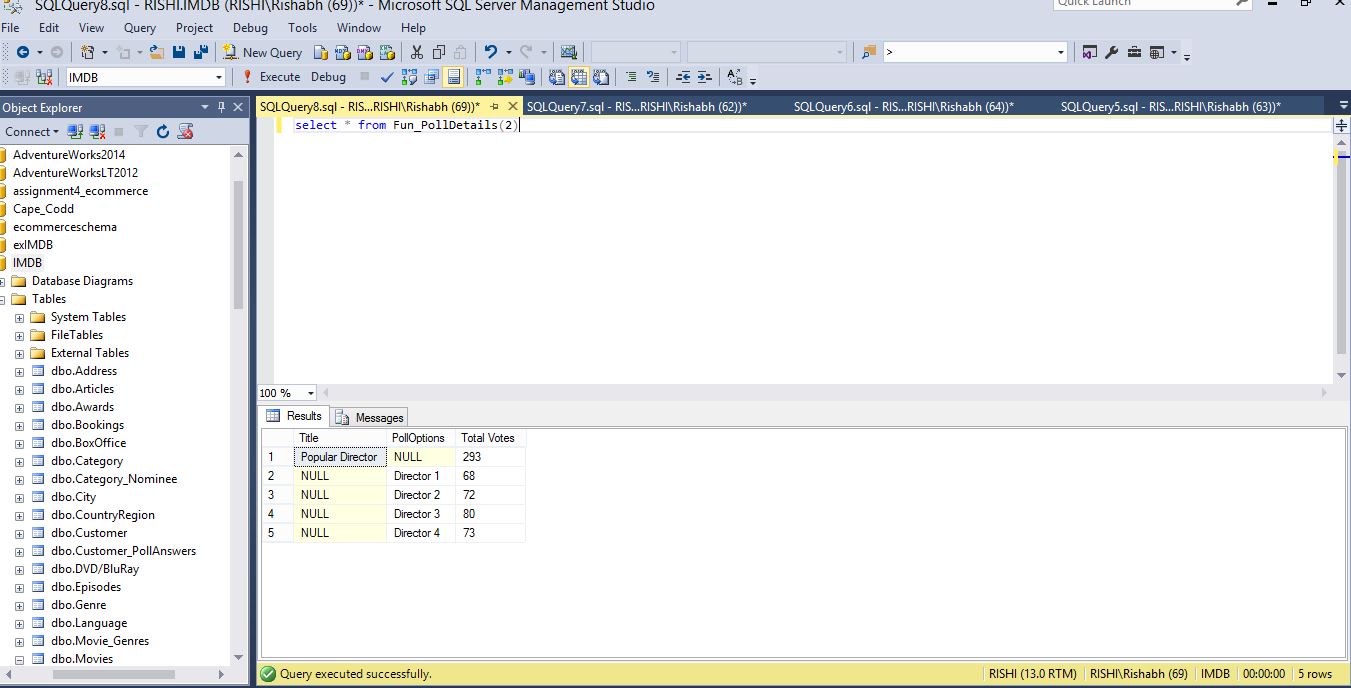 SQLQuery8.sql - RISHI.IMDB (RISHI\Rishabh (69))* - Microsoft SQL Server Management Studio
Quick Launch
File Edit View Query Project Debug Tools Window Help
New Query
>
IMDB
Execute Debug
Object Explorer
Connect
AdventureWorks2014
AdventureWorksLT2012
assignment4_ecommerce
Cape_Codd
ecommerceschema
exIMDB
IMDB
Database Diagrams
Tables
System Tables
FileTables
External Tables
dbo.Address
dbo.Articles
dbo.Awards
dbo.Bookings
dbo.BoxOffice
dbo.Category
dbo.Category_Nominee
dbo.City
dbo.CountryRegion
dbo.Customer
dbo.Customer_PollAnswers
dbo.DVD/BluRay
dbo.Episodes
dbo.Genre
dbo.Language
dbo.Movie_Genres
dbo.Movies
SQLQuery8.sql - RIS...RISHI\Rishabh (69))* SQLQuery7.sql - RIS...RISHI\Rishabh (62))* SQLQuery6.sql - RIS...RISHI\Rishabh (64))* SQLQuery5.sql - RIS...RISHI\Rishabh (63))*
select * from Fun_PollDetails(2)
100 %
Results Messages
Title PollOptions Total Votes
1 Popular Director NULL 293
2 NULL Director 1 68
3 NULL Director 2 72
4 NULL Director 3 80
5 NULL Director 4 73
Query executed successfully. RISHI (13.0 RTM) RISHI\Rishabh (69) IMDB 00:00:00 5 rows